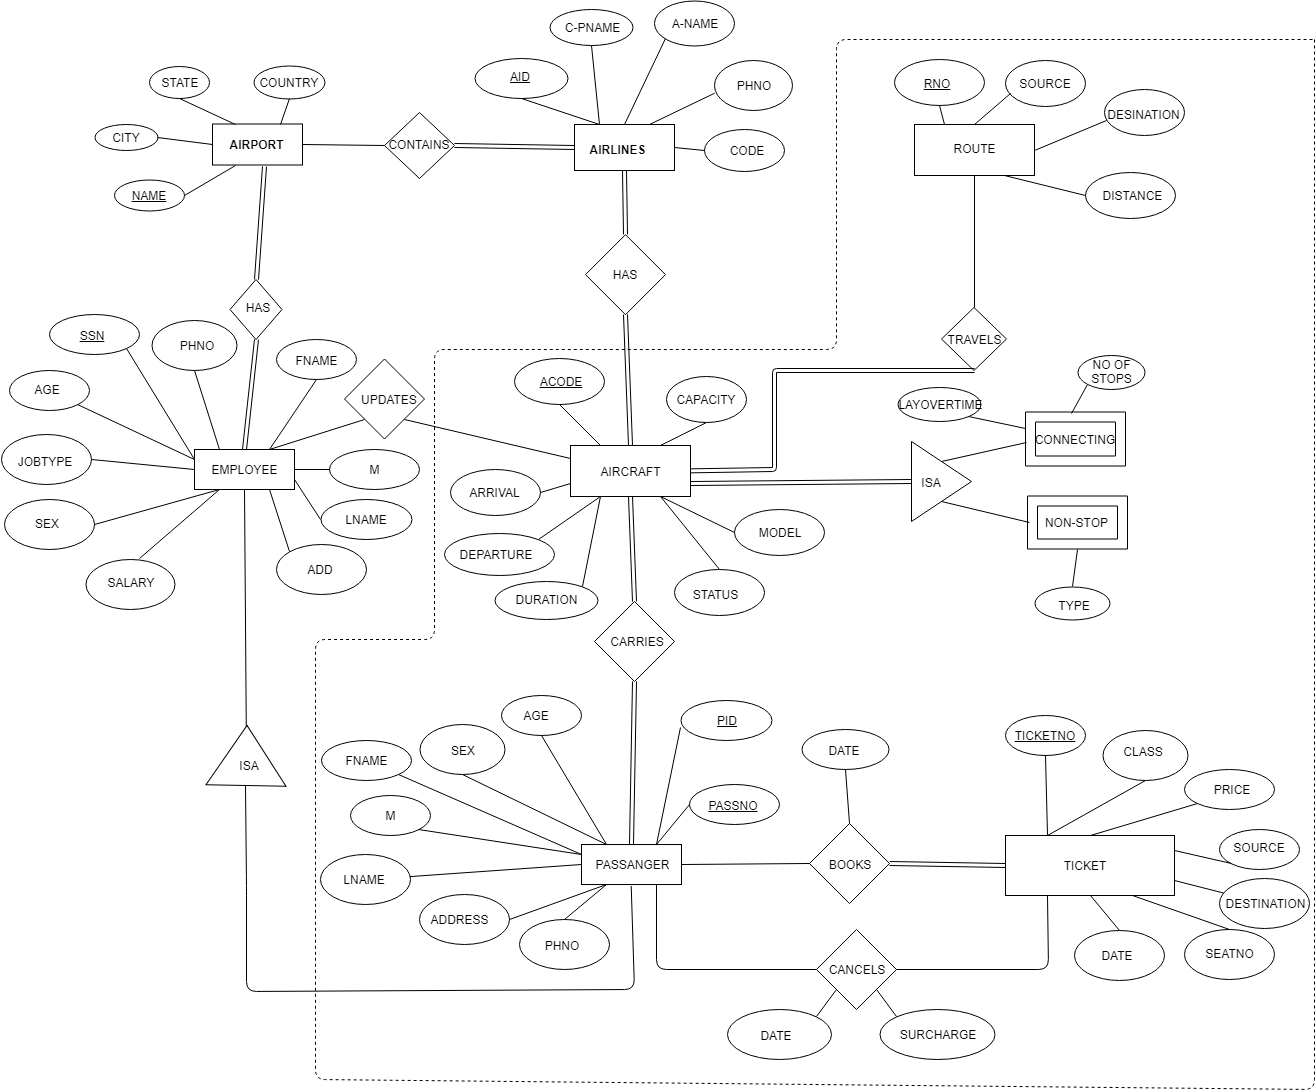 C-PNAME
A-NAME
AID
PHNO
CODE
STATE
COUNTRY
CITY
NAME
AIRPORT
CONTAINS
AIRLINES
RNO
SOURCE
DESINATION
DISTANCE
ROUTE
HAS
HAS
TRAVELS
SSN
PHNO
FNAME
AGE
JOBTYPE
SEX
SALARY
EMPLOYEE
M
LNAME
ADD
UPDATES
ACODE
CAPACITY
AIRCRAFT
ARRIVAL
DEPARTURE
DURATION
STATUS
MODEL
NO OF
STOPS
LAYOVERTIME
CONNECTING
ISA
NON-STOP
TYPE
CARRIES
ISA
AGE
SEX
FNAME
M
LNAME
ADDRESS
PHNO
PASSANGER
PID
PASSNO
DATE
BOOKS
TICKETNO
CLASS
PRICE
SOURCE
DESTINATION
SEATNO
DATE
TICKET
CANCELS
DATE
SURCHARGE